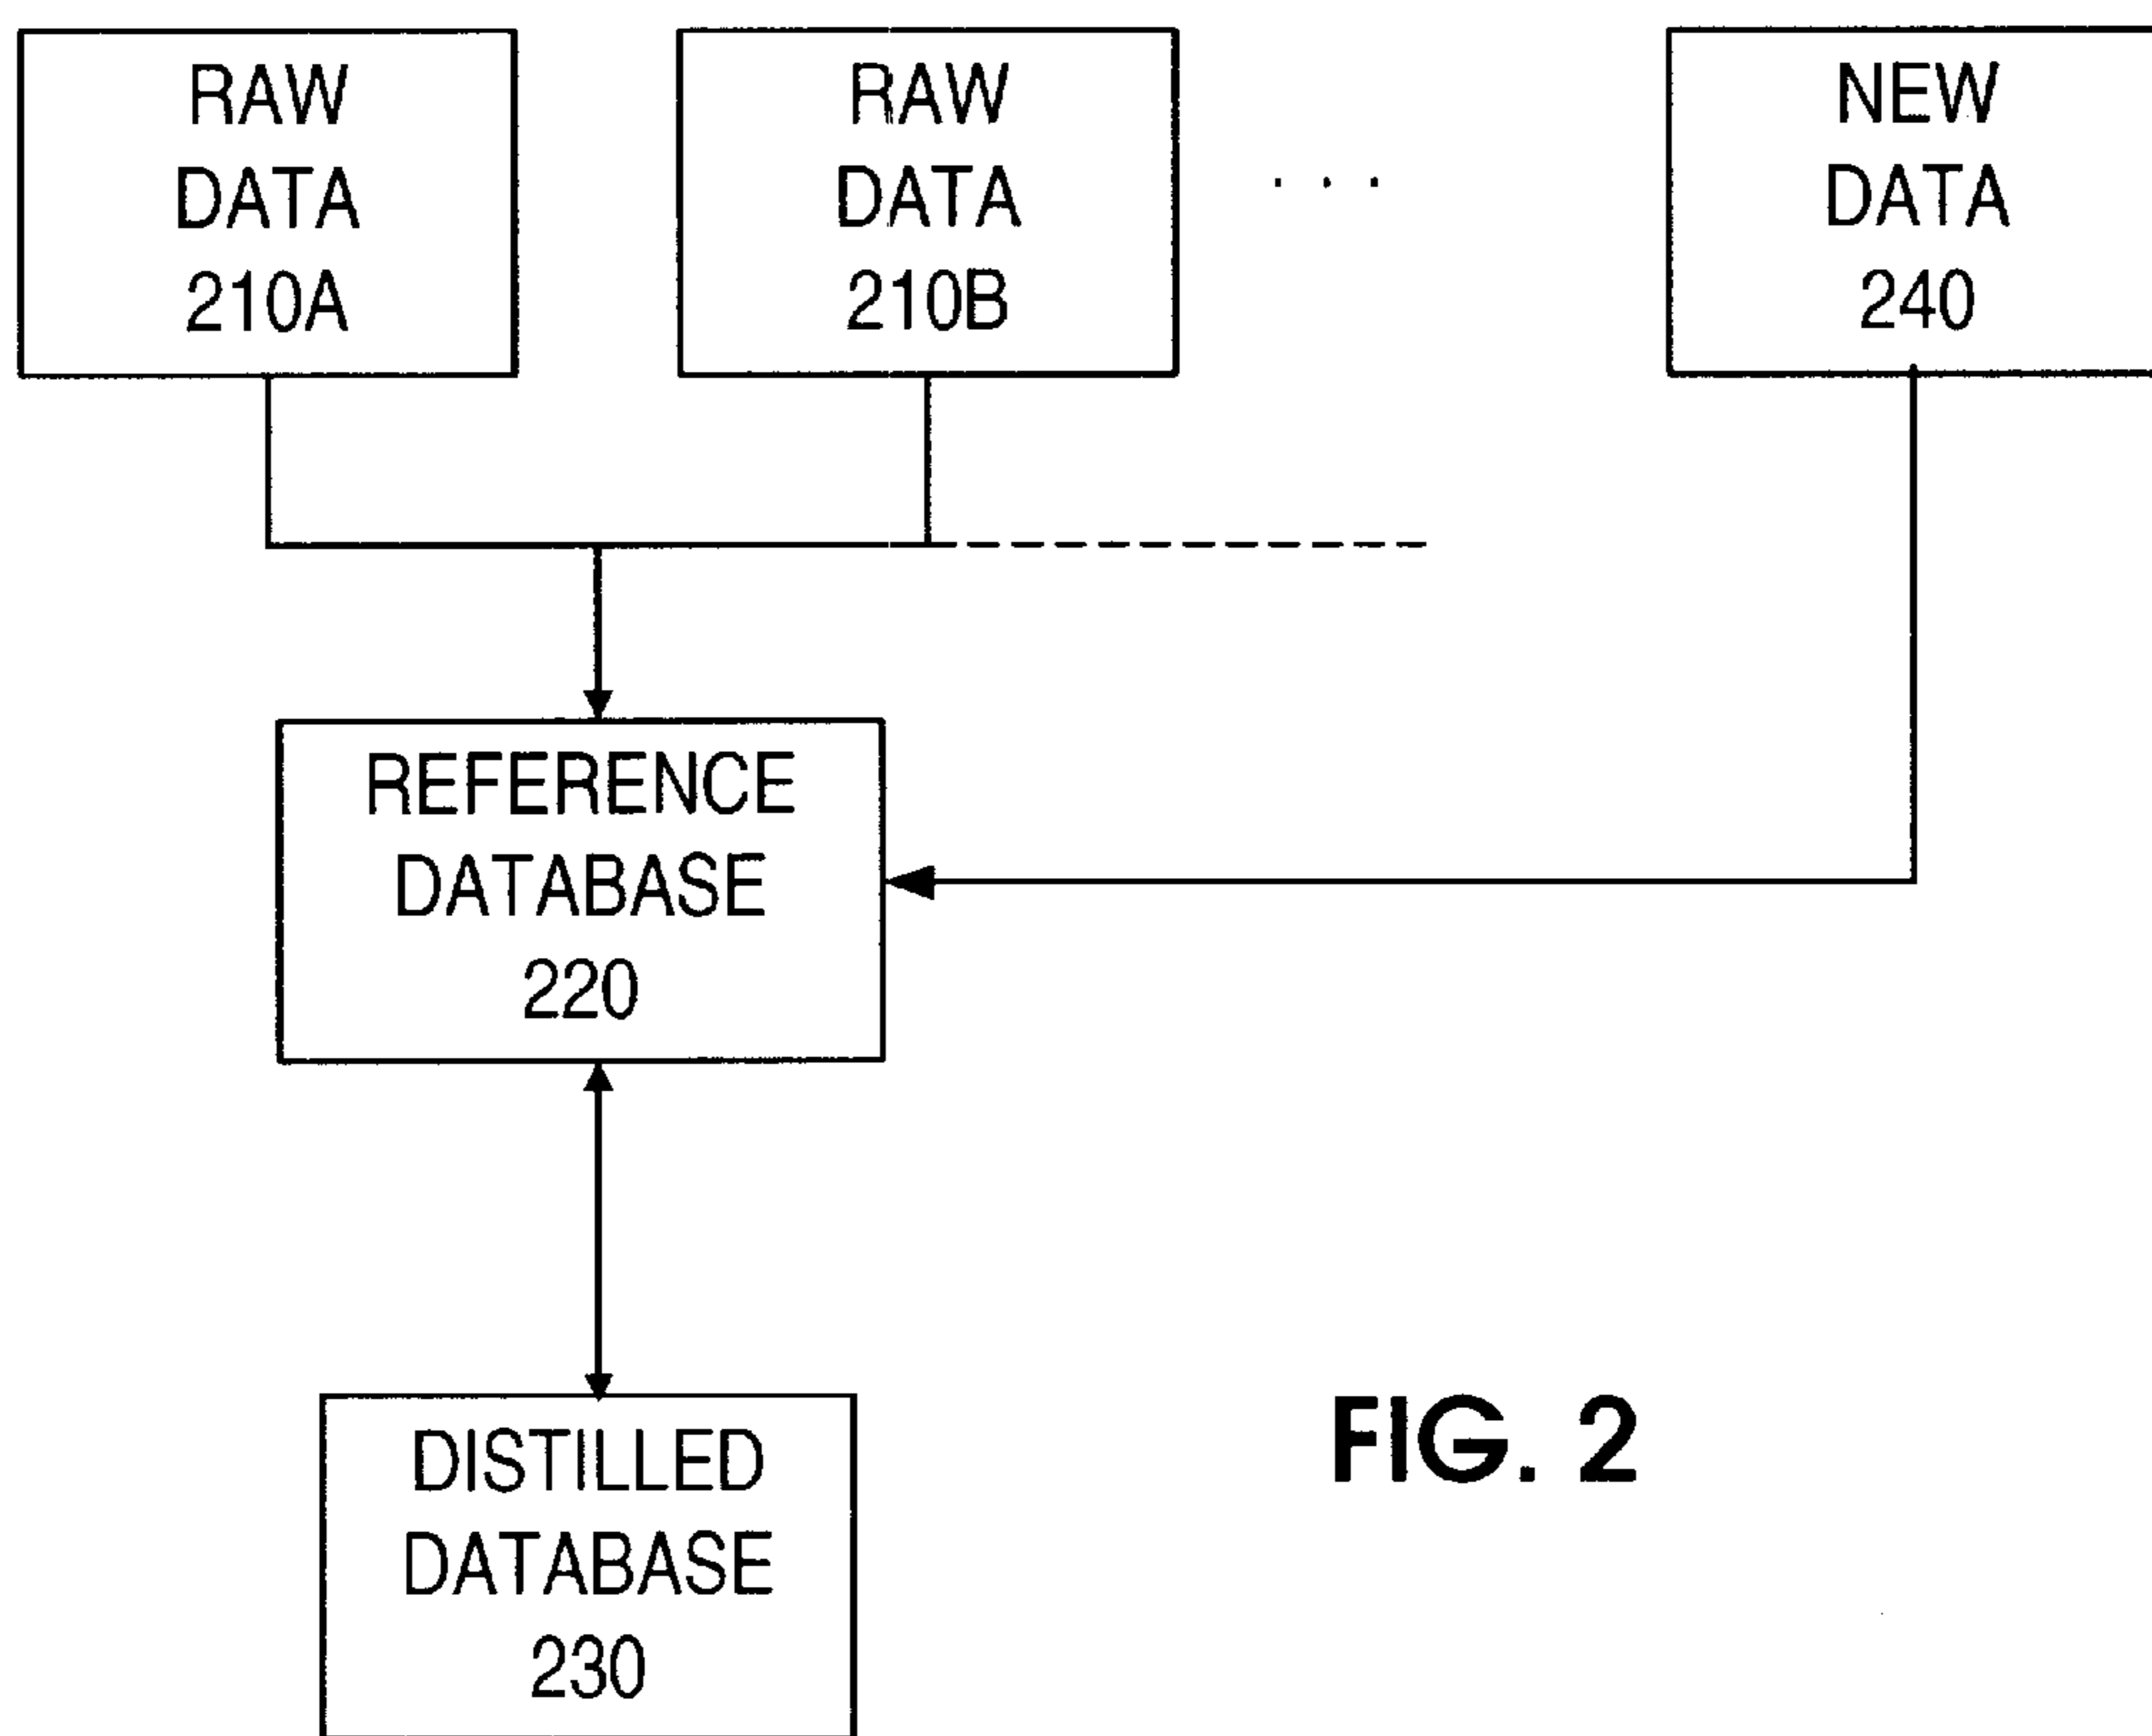 RAW
DATA
210A
RAW
DATA
210B
. . .
NEW
DATA
240
REFERENCE
DATABASE
220
DISTILLED
DATABASE
230
FIG. 2